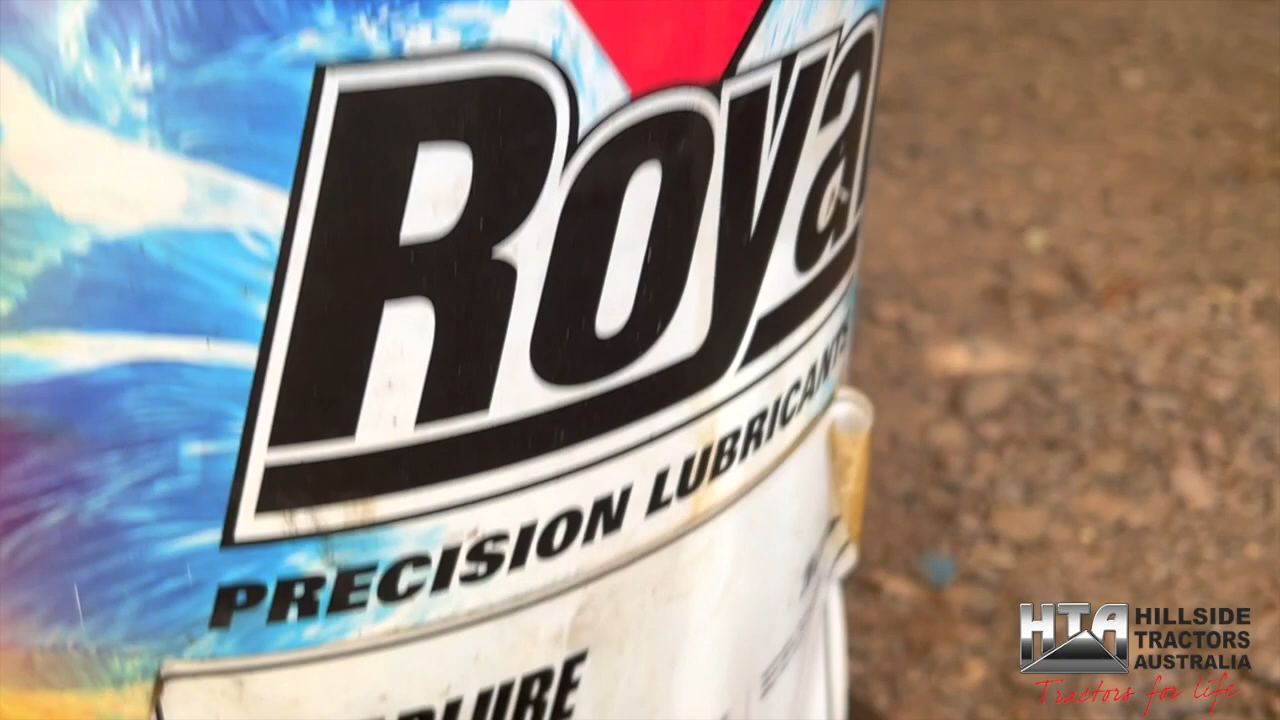 Roya
PRECISION LUBRICANTS
HTA
HILLSIDE
TRACTORS
AUSTRALIA
Tractors for life